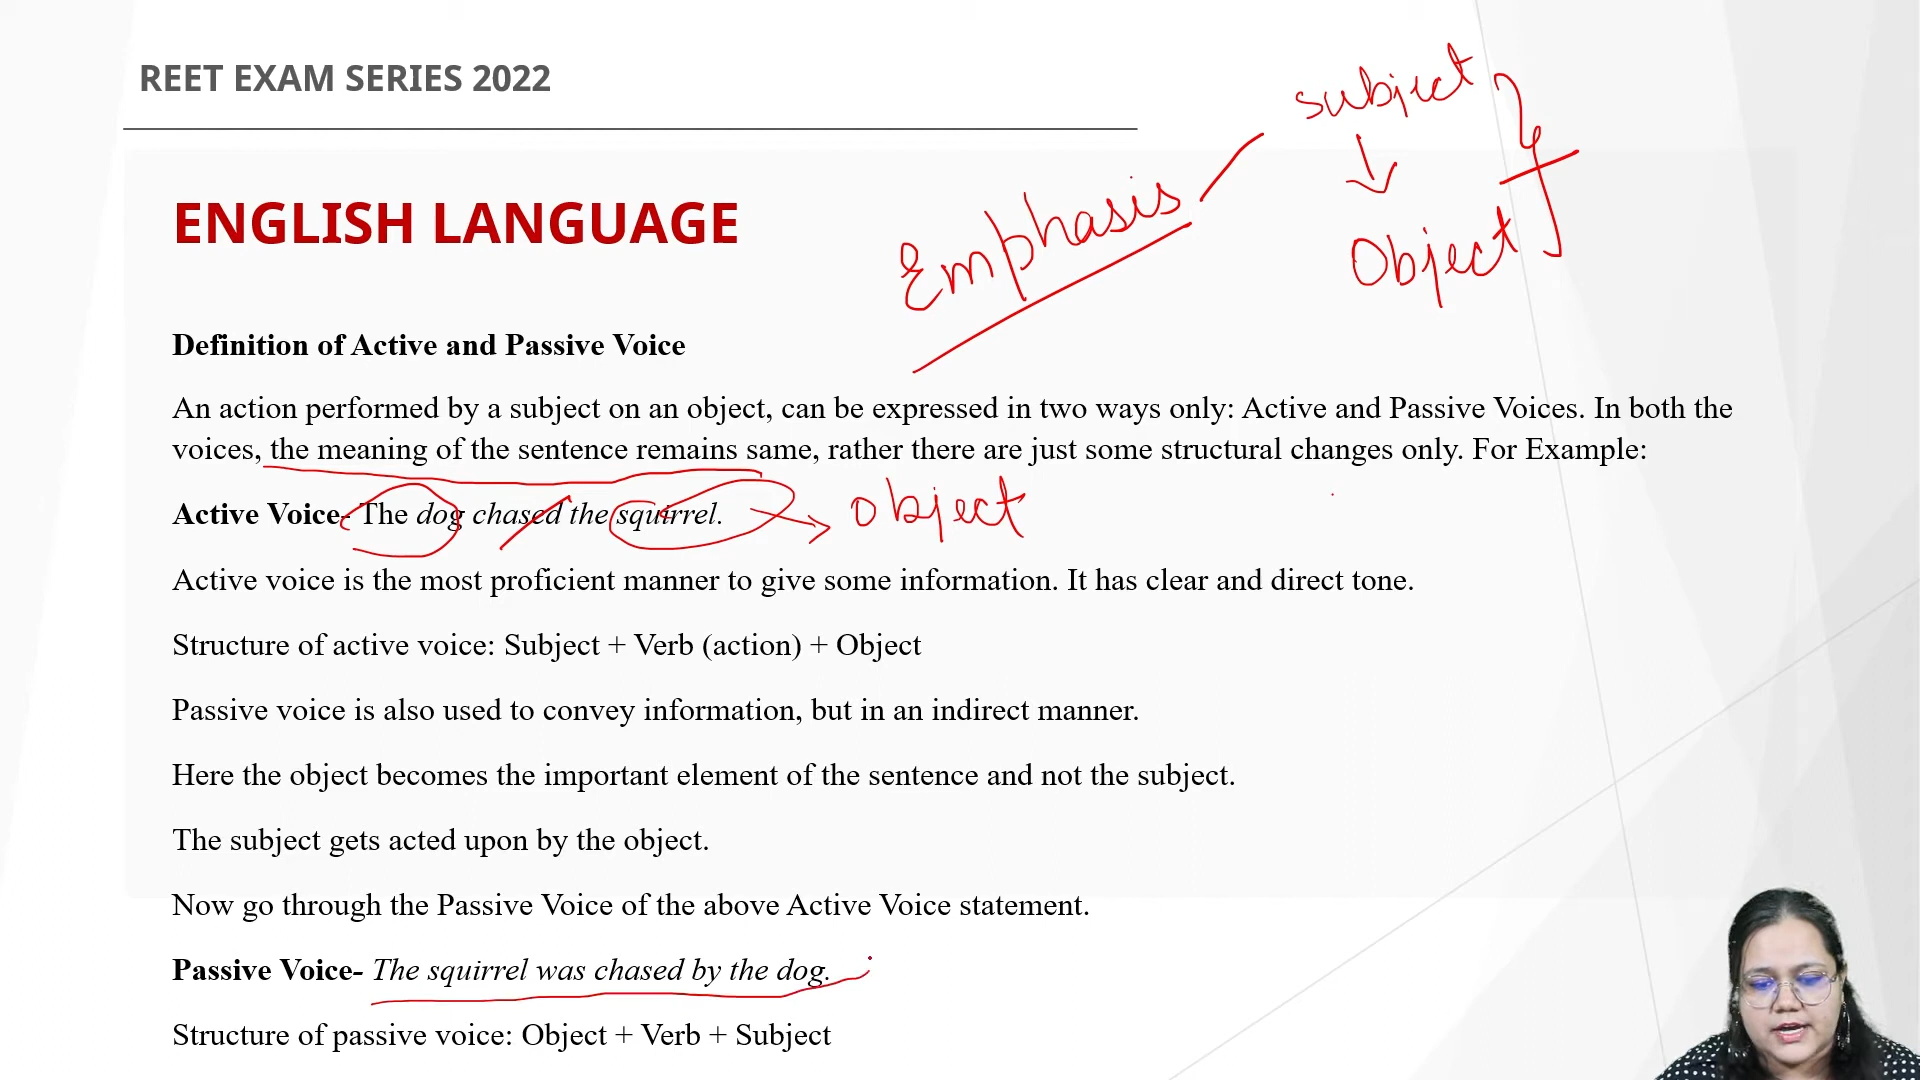 REET EXAM SERIES 2022
subject
Emphasis
Object
ENGLISH LANGUAGE
Definition of Active and Passive Voice
An action performed by a subject on an object, can be expressed in two ways only: Active and Passive Voices. In both the
voices, the meaning of the sentence remains same, rather there are just some structural changes only. For Example:
Active Voice- The dog chased the squirrel. object
Active voice is the most proficient manner to give some information. It has clear and direct tone.
Structure of active voice: Subject + Verb (action) + Object
Passive voice is also used to convey information, but in an indirect manner.
Here the object becomes the important element of the sentence and not the subject.
The subject gets acted upon by the object.
Now go through the Passive Voice of the above Active Voice statement.
Passive Voice- The squirrel was chased by the dog.
Structure of passive voice: Object + Verb + Subject